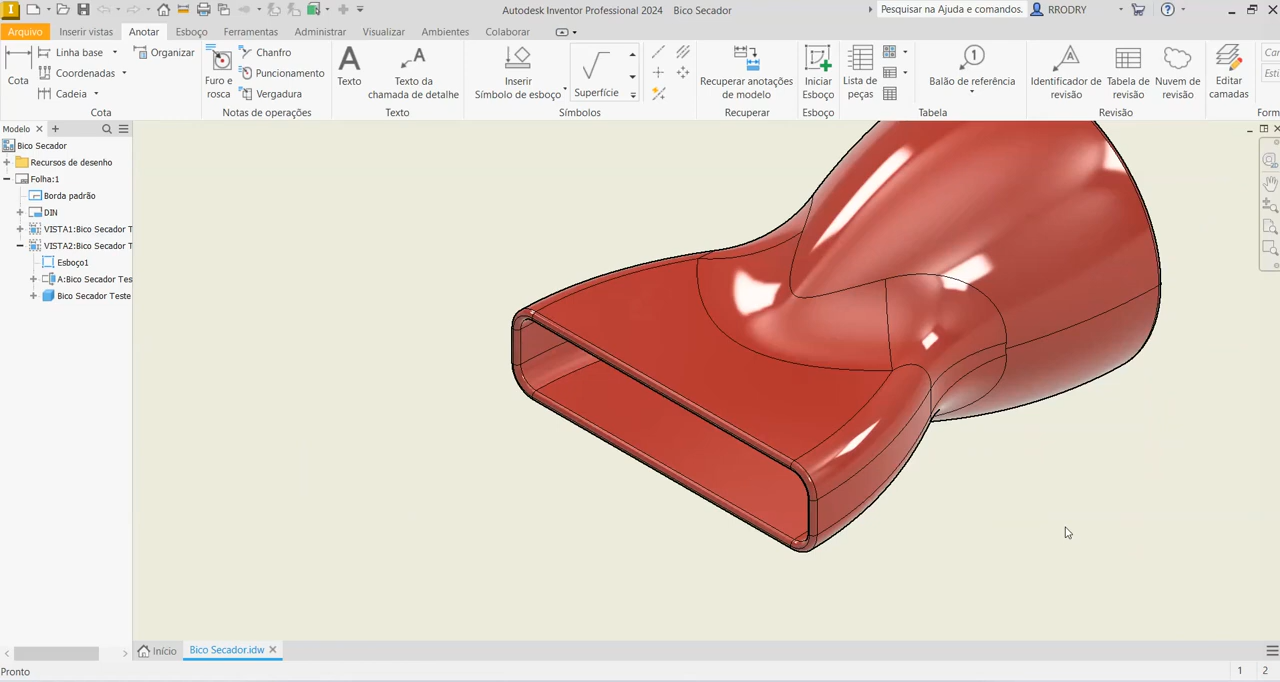 Autodesk Inventor Professional 2024 Bico Secador
Pesquisar na Ajuda e comandos.
RRODRY
Arquivo Inserir vistas Anotar Esboço Ferramentas Administrar Visualizar Ambientes Colaborar
Cota
Linha base
Coordenadas
Cadeia
Organizar
Cota
Furo e
rosca
Chanfro
Puncionamento
Vergadura
Notas de operações
Texto
Texto da
chamada de detalhe
Texto
Inserir
Símbolo de esboço
Superfície
Símbolos
Recuperar anotações
de modelo
Recuperar
Iniciar
Esboço
Esboço
Lista de
peças
Balão de referência
1
Tabela
Identificador de
revisão
Tabela de
revisão
Nuvem de
revisão
Revisão
Editar
camadas
Car
Esti
Form
Modelo
Bico Secador
Recursos de desenho
Folha:1
Borda padrão
DIN
VISTA1:Bico Secador T
VISTA2:Bico Secador T
Esboço1
A:Bico Secador Tes
Bico Secador Teste
Início
Bico Secador.idw
Pronto
1 2